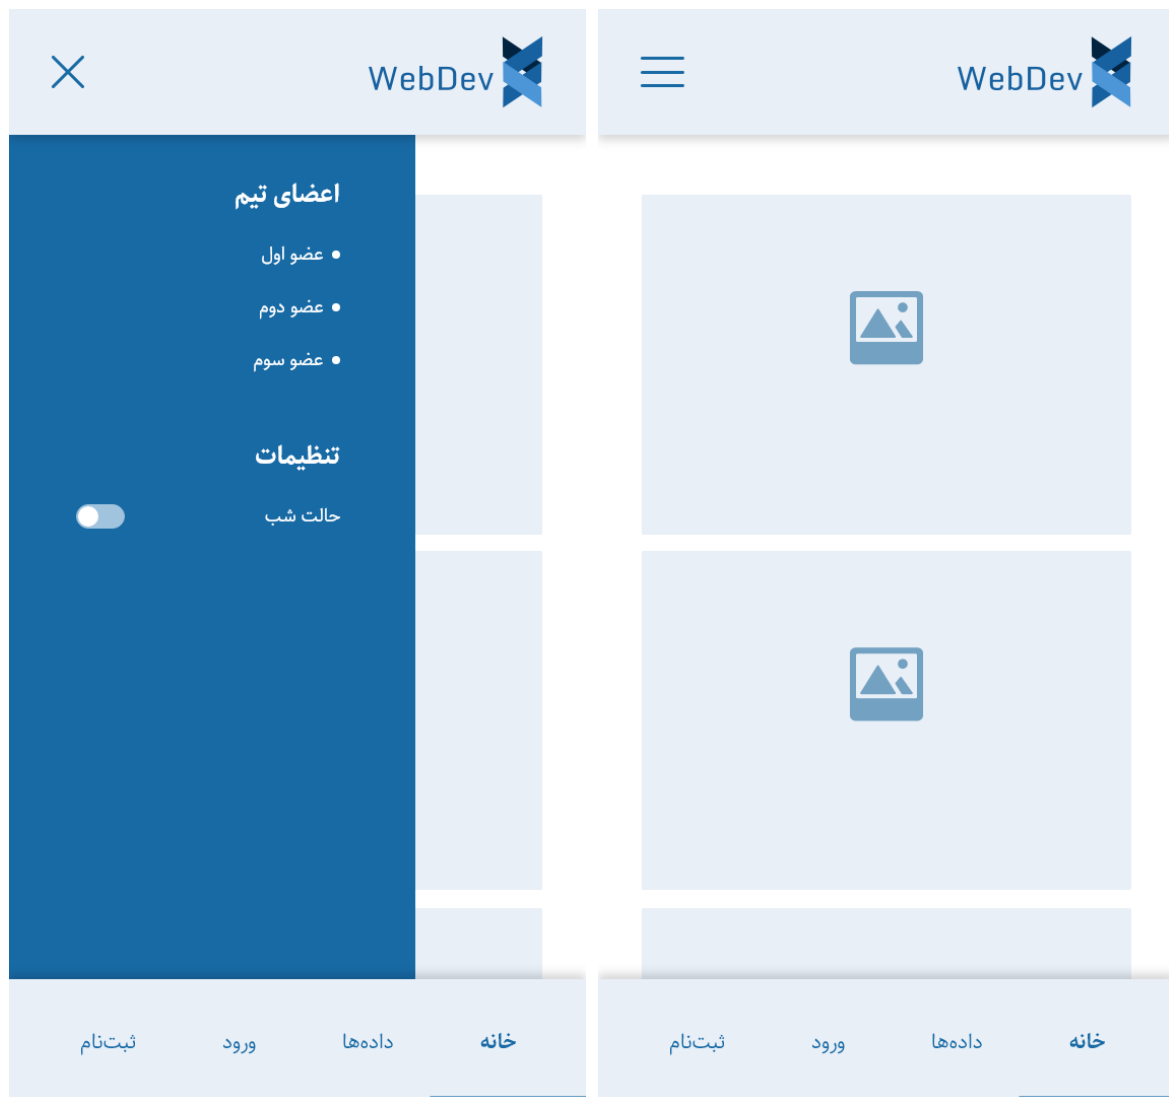 WebDev
اعضای تیم
عضو اول
عضو دوم
عضو سوم
تنظیمات
حالت شب
خانه
داده‌ها
ورود
ثبت‌نام
WebDev
خانه
داده‌ها
ورود
ثبت‌نام